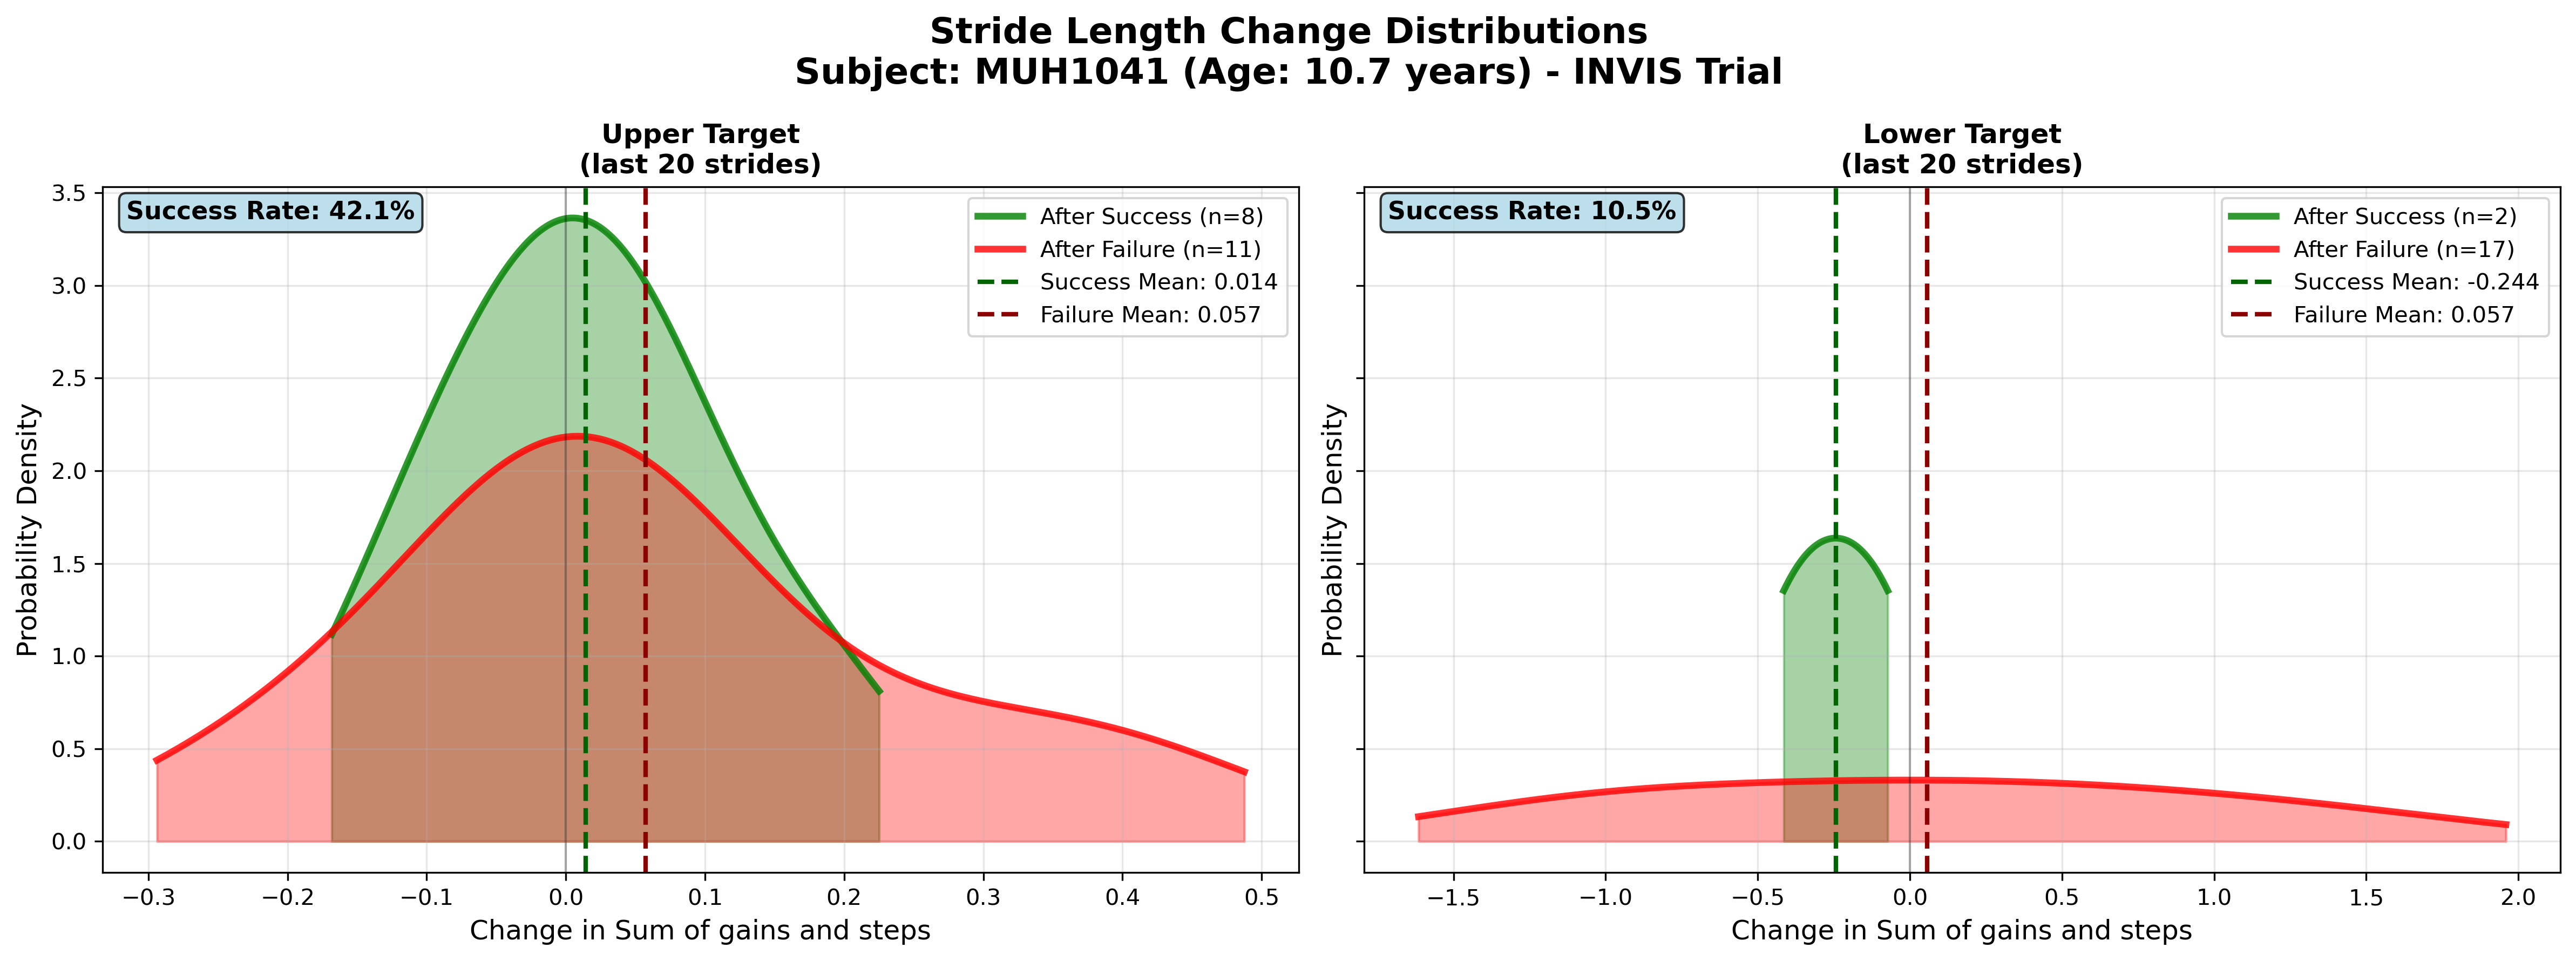 Stride Length Change Distributions
Subject: MUH1041 (Age: 10.7 years) - INVIS Trial
Upper Target
(last 20 strides)
Success Rate: 42.1%
After Success (n=8)
After Failure (n=11)
Success Mean: 0.014
Failure Mean: 0.057
Probability Density
3.5
3.0
2.5
2.0
1.5
1.0
0.5
0.0
−0.3 −0.2 −0.1 0.0 0.1 0.2 0.3 0.4 0.5
Change in Sum of gains and steps
Lower Target
(last 20 strides)
Success Rate: 10.5%
After Success (n=2)
After Failure (n=17)
Success Mean: -0.244
Failure Mean: 0.057
Probability Density
−1.5 −1.0 −0.5 0.0 0.5 1.0 1.5 2.0
Change in Sum of gains and steps